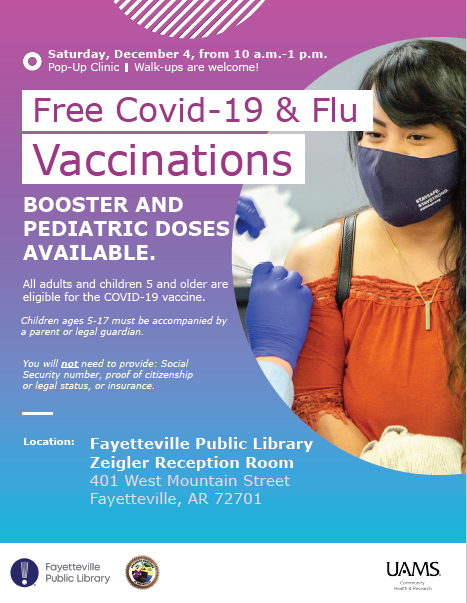 Saturday, December 4, from 10 a.m.-1 p.m.
Pop-Up Clinic | Walk-ups are welcome!
Free Covid-19 & Flu
Vaccinations
BOOSTER AND
PEDIATRIC DOSES
AVAILABLE.
All adults and children 5 and older are
eligible for the COVID-19 vaccine.
Children ages 5-17 must be accompanied by
a parent or legal guardian.
You will not need to provide: Social
Security number, proof of citizenship
or legal status, or insurance.
STAYSAFE.
STAYSTRONG.
Location:
Fayetteville Public Library
Zeigler Reception Room
401 West Mountain Street
Fayetteville, AR 72701
Fayetteville
Public Library
UAMS
Community
Health & Research